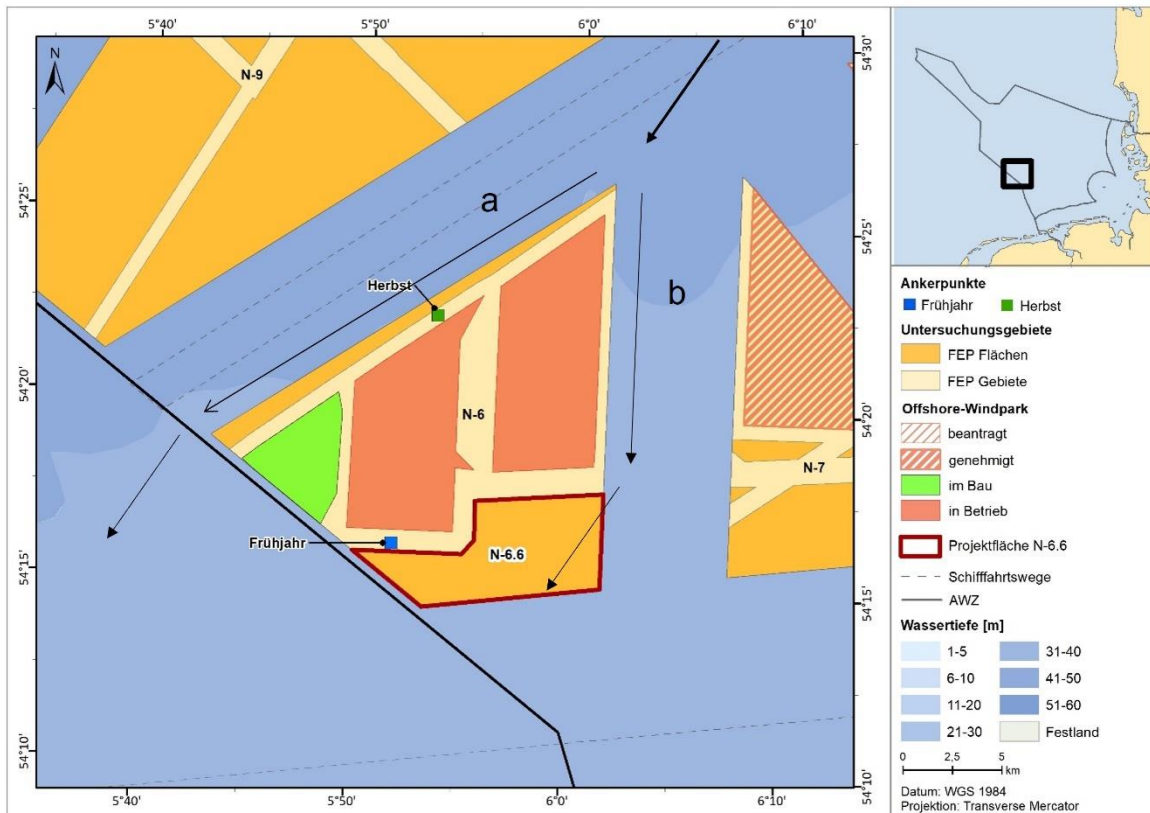 5°40' 5°50' 6°0' 6°10'
N
54°30'
N-9
54°25'
a
54°25'
b
Herbst
54°20'
54°20'
N-6
N-7
Frühjahr
N-6.6
54°15'
54°15'
54°10'
54°10'
5°40' 5°50' 6°0' 6°10'
Ankerpunkte
Frühjahr Herbst
Untersuchungsgebiete
FEP Flächen
FEP Gebiete
Offshore-Windpark
beantragt
genehmigt
im Bau
in Betrieb
Projektfläche N-6.6
Schifffahrtswege
AWZ
Wassertiefe [m]
1-5 31-40
6-10 41-50
11-20 51-60
21-30 Festland
0 2,5 5
km
Datum: WGS 1984
Projektion: Transverse Mercator